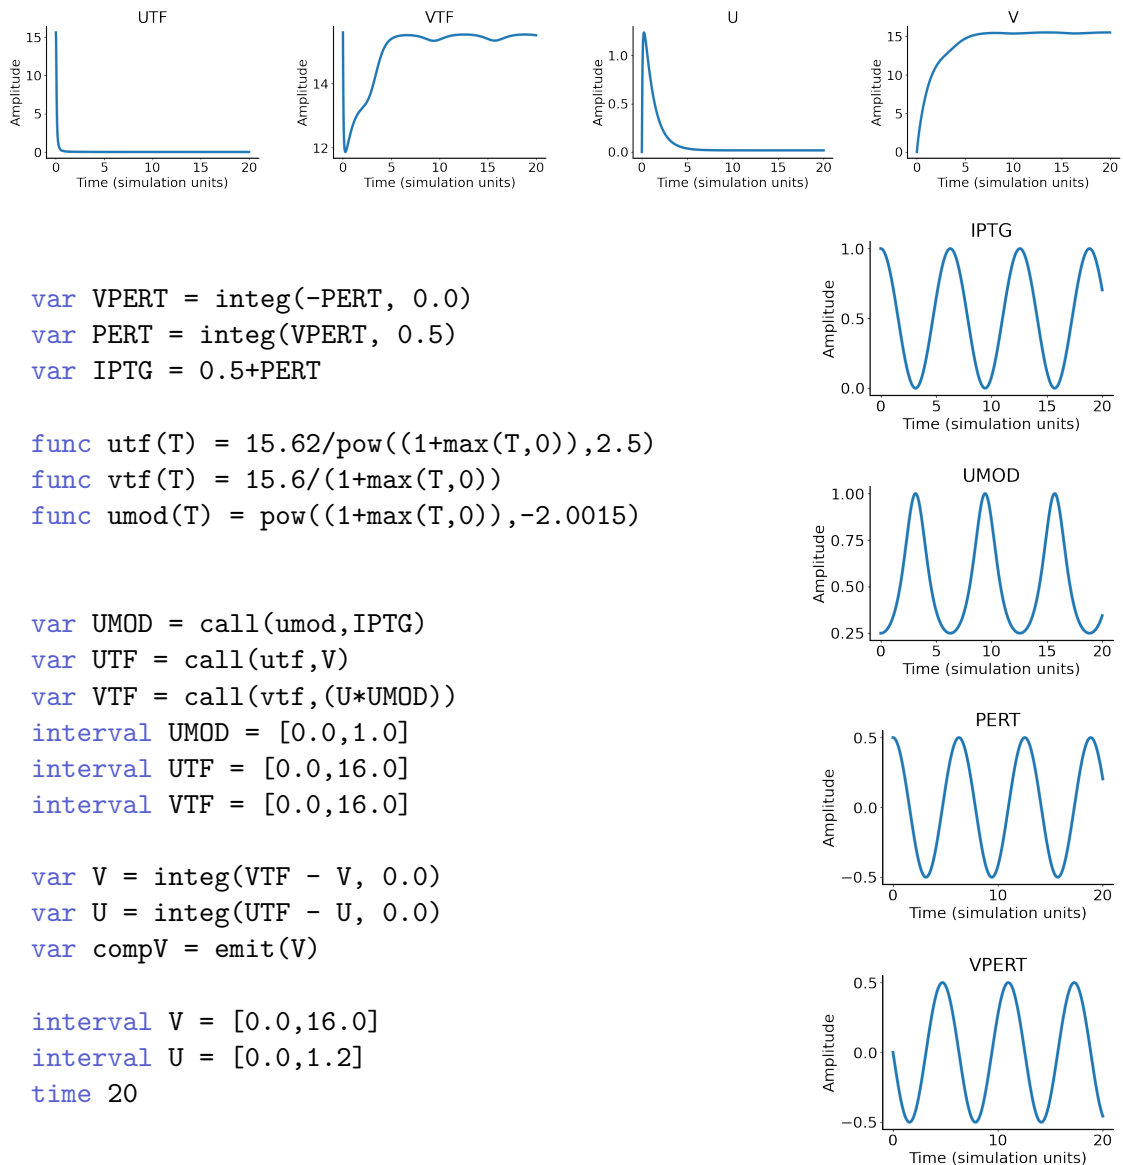 UTF
VTF
U
V
Amplitude
15
10
5
0
0 5 10 15 20
Time (simulation units)
Amplitude
14
12
0 5 10 15 20
Time (simulation units)
Amplitude
1.0
0.5
0.0
0 5 10 15 20
Time (simulation units)
Amplitude
15
10
5
0
0 5 10 15 20
Time (simulation units)
var VPERT = integ(-PERT, 0.0)
var PERT = integ(VPERT, 0.5)
var IPTG = 0.5+PERT
func utf(T) = 15.62/pow((1+max(T,0)),2.5)
func vtf(T) = 15.6/(1+max(T,0))
func umod(T) = pow((1+max(T,0)),-2.0015)
var UMOD = call(umod,IPTG)
var UTF = call(utf,V)
var VTF = call(vtf,(U*UMOD))
interval UMOD = [0.0,1.0]
interval UTF = [0.0,16.0]
interval VTF = [0.0,16.0]
var V = integ(VTF - V, 0.0)
var U = integ(UTF - U, 0.0)
var compV = emit(V)
interval V = [0.0,16.0]
interval U = [0.0,1.2]
time 20
IPTG
Amplitude
1.0
0.5
0.0
0 5 10 15 20
Time (simulation units)
UMOD
Amplitude
1.00
0.75
0.50
0.25
0 5 10 15 20
Time (simulation units)
PERT
Amplitude
0.5
0.0
−0.5
0 10 20
Time (simulation units)
VPERT
Amplitude
0.5
0.0
−0.5
0 10 20
Time (simulation units)